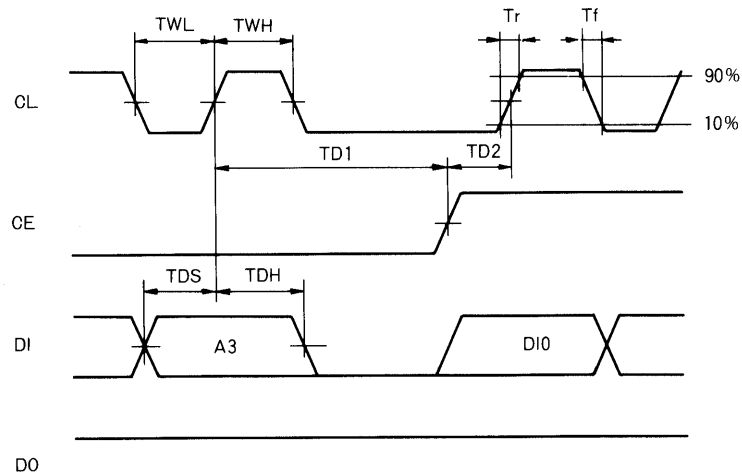 TWL TWH Tr Tf
90%
CL
10%
TD1 TD2
CE
TDS TDH
DI A3 DI0
DO